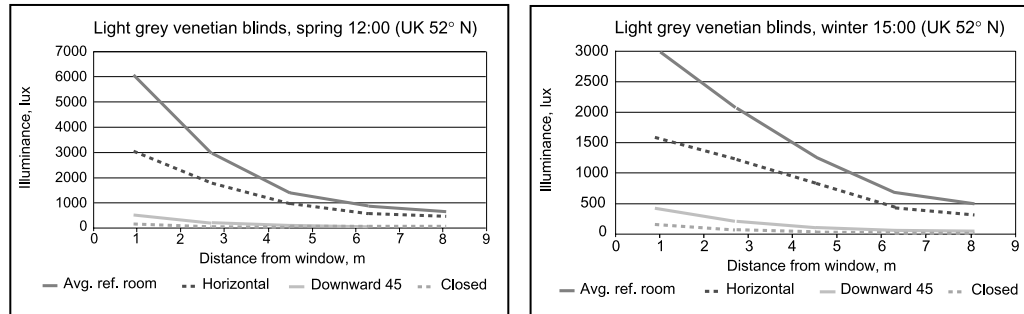 Light grey venetian blinds, spring 12:00 (UK 52° N)
7000
6000
5000
4000
3000
2000
1000
0
Illuminance, lux
0 1 2 3 4 5 6 7 8 9
Distance from window, m
Avg. ref. room Horizontal Downward 45 Closed
Light grey venetian blinds, winter 15:00 (UK 52° N)
3000
2500
2000
1500
1000
500
0
Illuminance, lux
0 1 2 3 4 5 6 7 8 9
Distance from window, m
Avg. ref. room Horizontal Downward 45 Closed